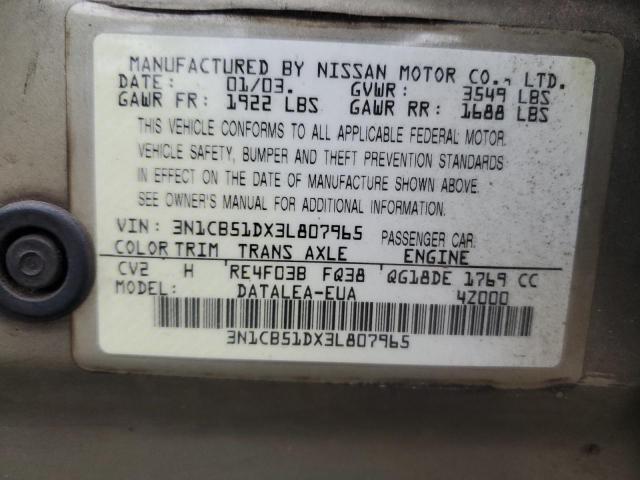 MANUFACTURED BY NISSAN MOTOR CO., LTD.
DATE: 01/03. GVWR: 3549 LBS
GAWR FR: 1922 LBS GAWR RR: 1688 LBS
THIS VEHICLE CONFORMS TO ALL APPLICABLE FEDERAL MOTOR
VEHICLE SAFETY, BUMPER AND THEFT PREVENTION STANDARDS
IN EFFECT ON THE DATE OF MANUFACTURE SHOWN ABOVE.
SEE OWNER'S MANUAL FOR ADDITIONAL INFORMATION.
VIN: 3N1CB51DX3L807965 PASSENGER CAR.
COLOR TRIM TRANS AXLE ENGINE
CV2 H RE4F03B FQ38 QG18DE 1769 CC
MODEL: DATALEA-EUA 4Z000
3N1CB51DX3L807965